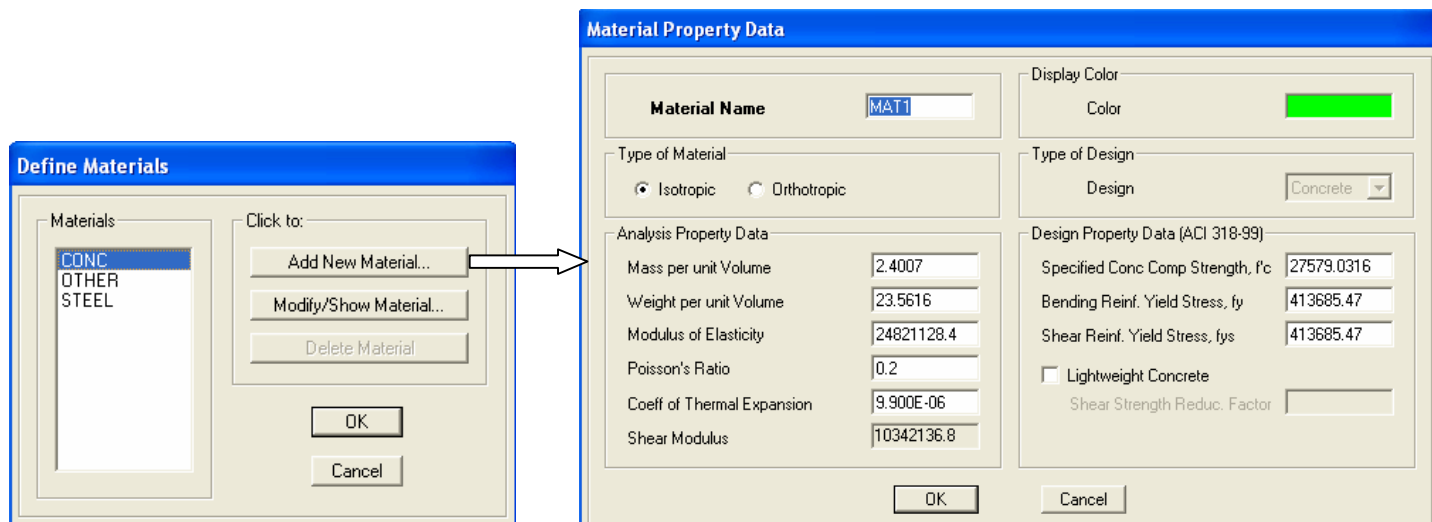 Define Materials
Materials
CONC
OTHER
STEEL
Click to:
Add New Material...
Modify/Show Material...
Delete Material
OK
Cancel
Material Property Data
Material Name MAT1
Display Color
Color
Type of Material
Isotropic Orthotropic
Type of Design
Design Concrete
Analysis Property Data
Mass per unit Volume 2.4007
Weight per unit Volume 23.5616
Modulus of Elasticity 24821128.4
Poisson's Ratio 0.2
Coeff of Thermal Expansion 9.900E-06
Shear Modulus 10342136.8
Design Property Data (ACI 318-99)
Specified Conc Comp Strength, f'c 27579.0316
Bending Reinf. Yield Stress, fy 413685.47
Shear Reinf. Yield Stress, fys 413685.47
Lightweight Concrete
Shear Strength Reduc. Factor
OK
Cancel